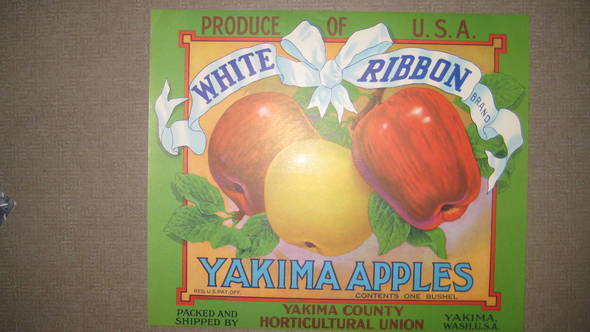 PRODUCE OF U.S.A.
WHITE RIBBON BRAND
YAKIMA APPLES
REG. U.S. PAT. OFF.
CONTENTS ONE BUSHEL
PACKED AND
SHIPPED BY
YAKIMA COUNTY
HORTICULTURAL UNION
YAKIMA,
WASH., U.S.A.